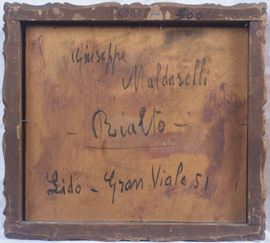 Giuseppe
Maldarelli
- Rialto -
Lido - Gran Viale 51